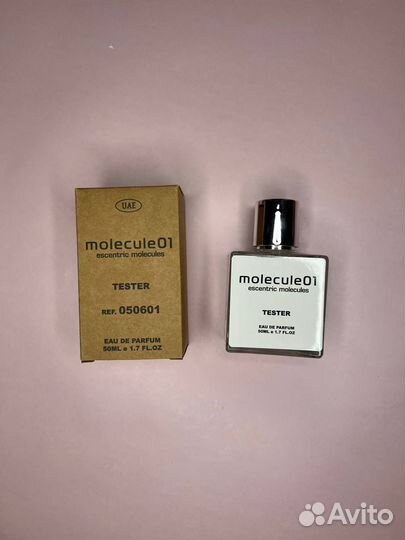 UAE
molecule01
escentric molecules
TESTER
REF. 050601
EAU DE PARFUM
50ML e 1.7 FL.OZ
molecule01
escentric molecules
TESTER
EAU DE PARFUM
50ML e 1.7 FL.OZ
Avito